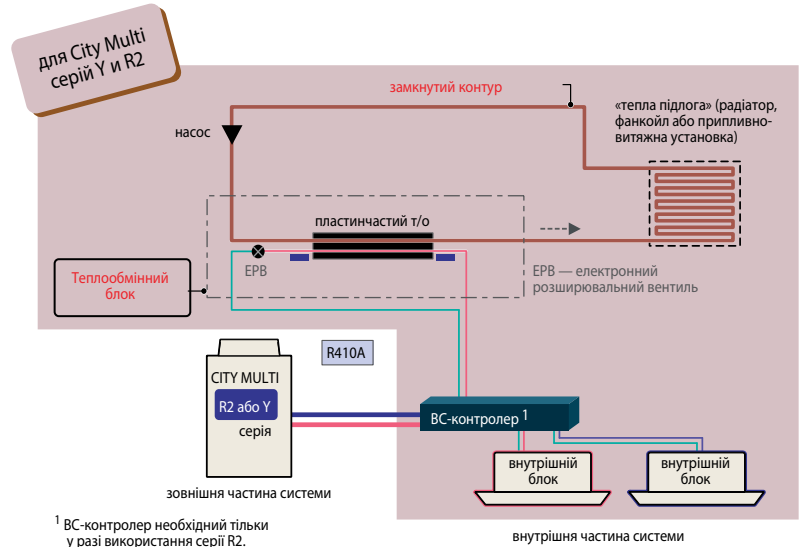 для City Multi
серій Y и R2
замкнутий контур
«тепла підлога» (радіатор,
фанкойл або припливно-
витяжна установка)
насос
пластинчастий т/о
ЕРВ
ЕРВ — електронний
розширювальний вентиль
Теплообмінний
блок
R410A
CITY MULTI
R2 або Y
серія
ВС-контролер 1
внутрішній
блок
внутрішній
блок
зовнішня частина системи
1 ВС-контролер необхідний тільки
у разі використання серії R2.
внутрішня частина системи